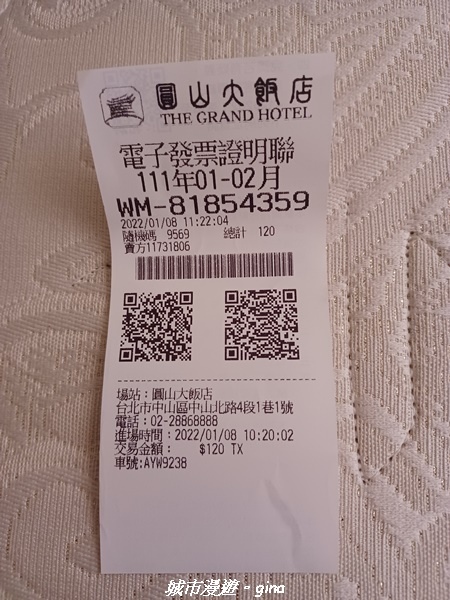 圓山大飯店
THE GRAND HOTEL
電子發票證明聯
111年01-02月
WM-81854359
2022/01/08 11:22:04
隨機碼 9569 總計 120
賣方11731806
場站:圓山大飯店
台北市中山區中山北路4段1巷1號
電話:02-28868888
進場時間:2022/01/08 10:20:02
交易金額: $120 TX
車號:AYW9238
城市漫遊。gina